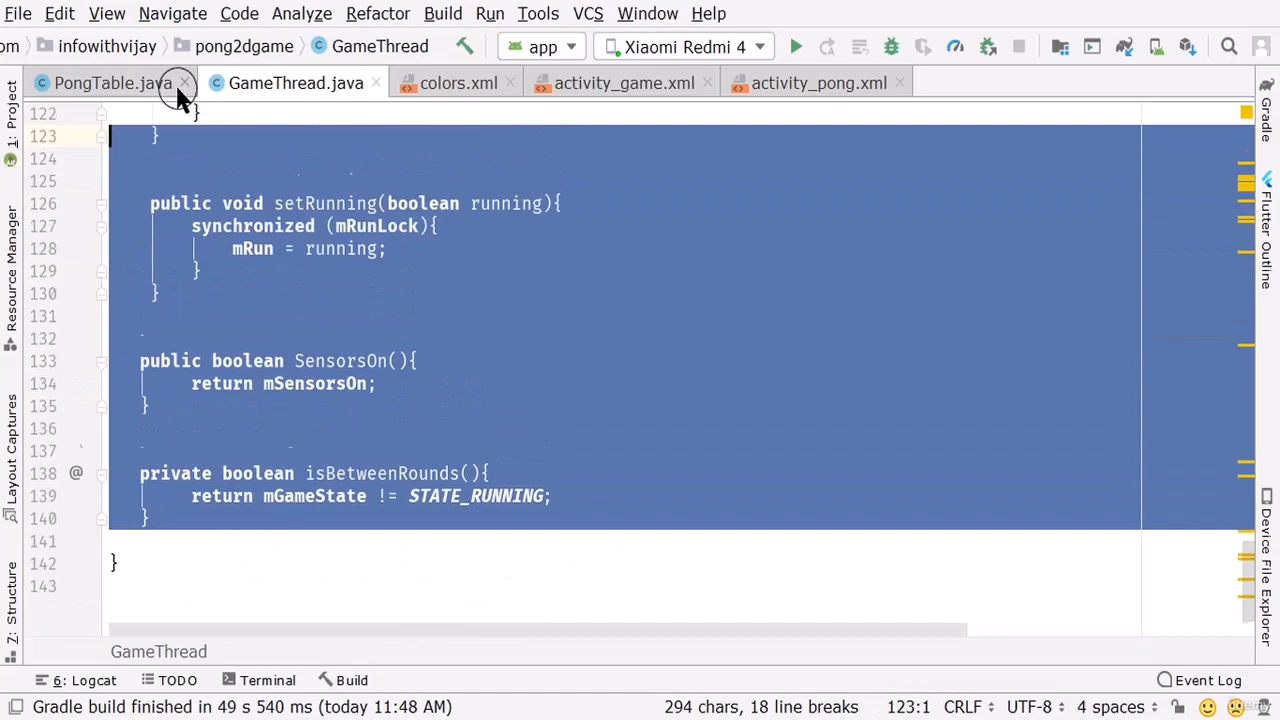 File Edit View Navigate Code Analyze Refactor Build Run Tools VCS Window Help
om infowithvijay pong2dgame GameThread app Xiaomi Redmi 4
PongTable.java GameThread.java colors.xml activity_game.xml activity_pong.xml
122 }
123 }
124
125
126 public void setRunning(boolean running){
127 synchronized (mRunLock){
128 mRun = running;
129 }
130 }
131
132
133 public boolean SensorsOn(){
134 return mSensorsOn;
135 }
136
137
138 @ private boolean isBetweenRounds(){
139 return mGameState != STATE_RUNNING;
140 }
141
142 }
143
GameThread
1: Project
Resource Manager
Layout Captures
Z: Structure
Gradle
Flutter Outline
Device File Explorer
6: Logcat TODO Terminal Build Event Log
Gradle build finished in 49 s 540 ms (today 11:48 AM) 294 chars, 18 line breaks 123:1 CRLF UTF-8 4 spaces